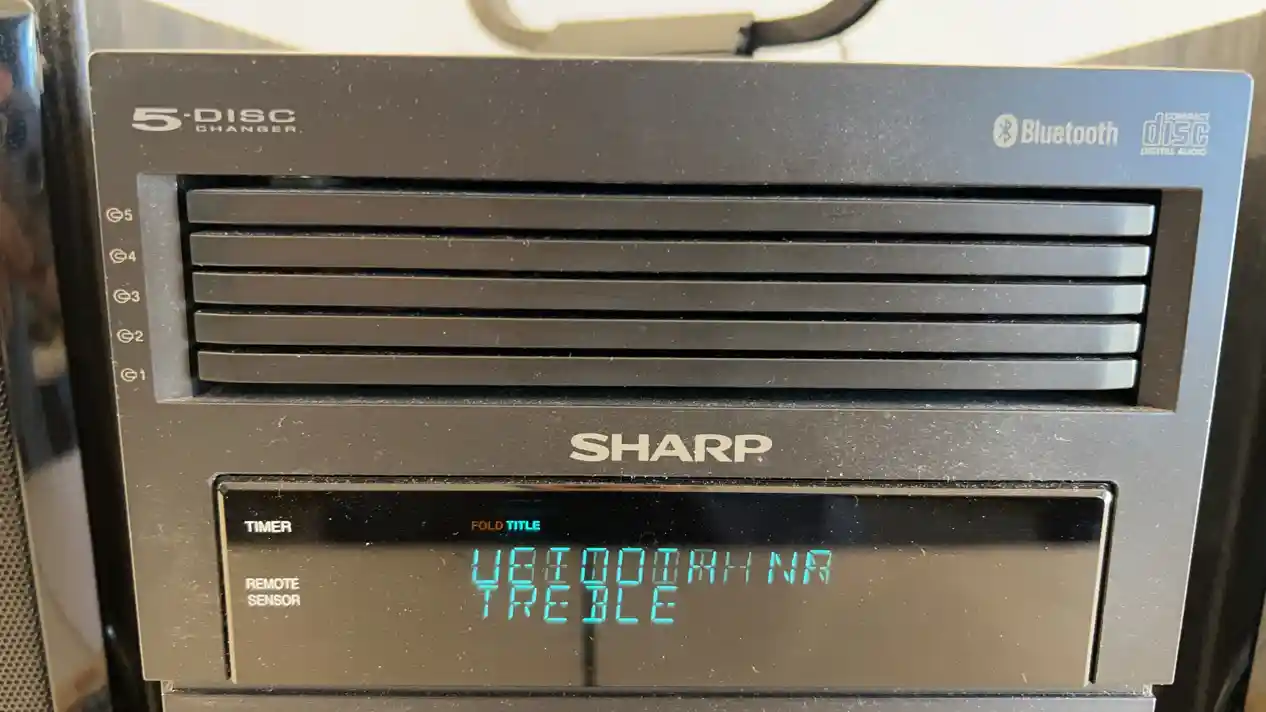 5-DISC
CHANGER
Bluetooth
COMPACT
disc
DIGITAL AUDIO
5
4
3
2
1
SHARP
TIMER
FOLD TITLE
REMOTE
SENSOR
TREBLE